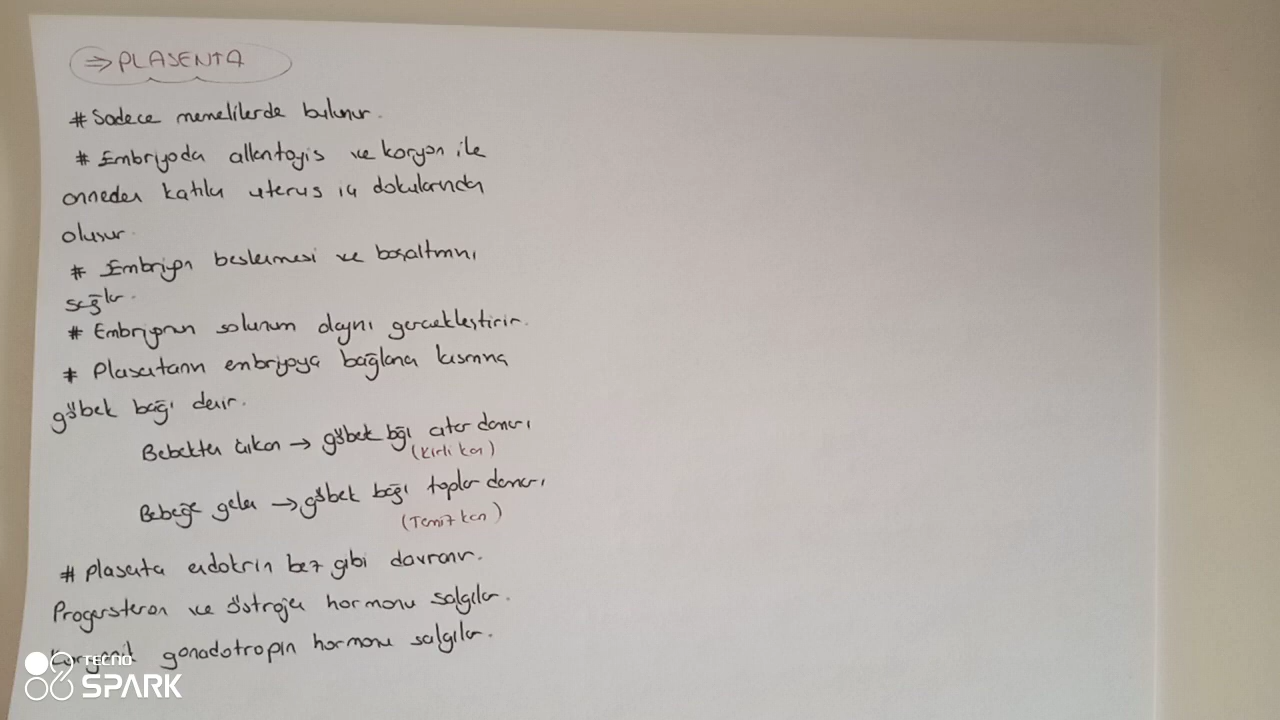 ⇒ PLASENTA
# Sadece memelilerde bulunur.
# Embriyoda allantoyis ve koryon ile
anneden katılan uterus iç dokularından
oluşur.
# Embriyon beslenmesi ve boşaltımını
sağlar.
# Embriyonun solunum olayını gerçekleştirir.
# Plasentanın embriyoya bağlanan kısmına
göbek bağı denir.
Bebekten çıkan → göbek bğı atar damarı
(Kirli kan)
Bebeğe gelen → göbek bağı toplar damarı
(Temiz kan)
# Plasenta endokrin bez gibi davranır.
Progersteron ve östrojen hormonu salgılar.
Koryonik gonadotropin hormonu salgılar.
TECNO
SPARK